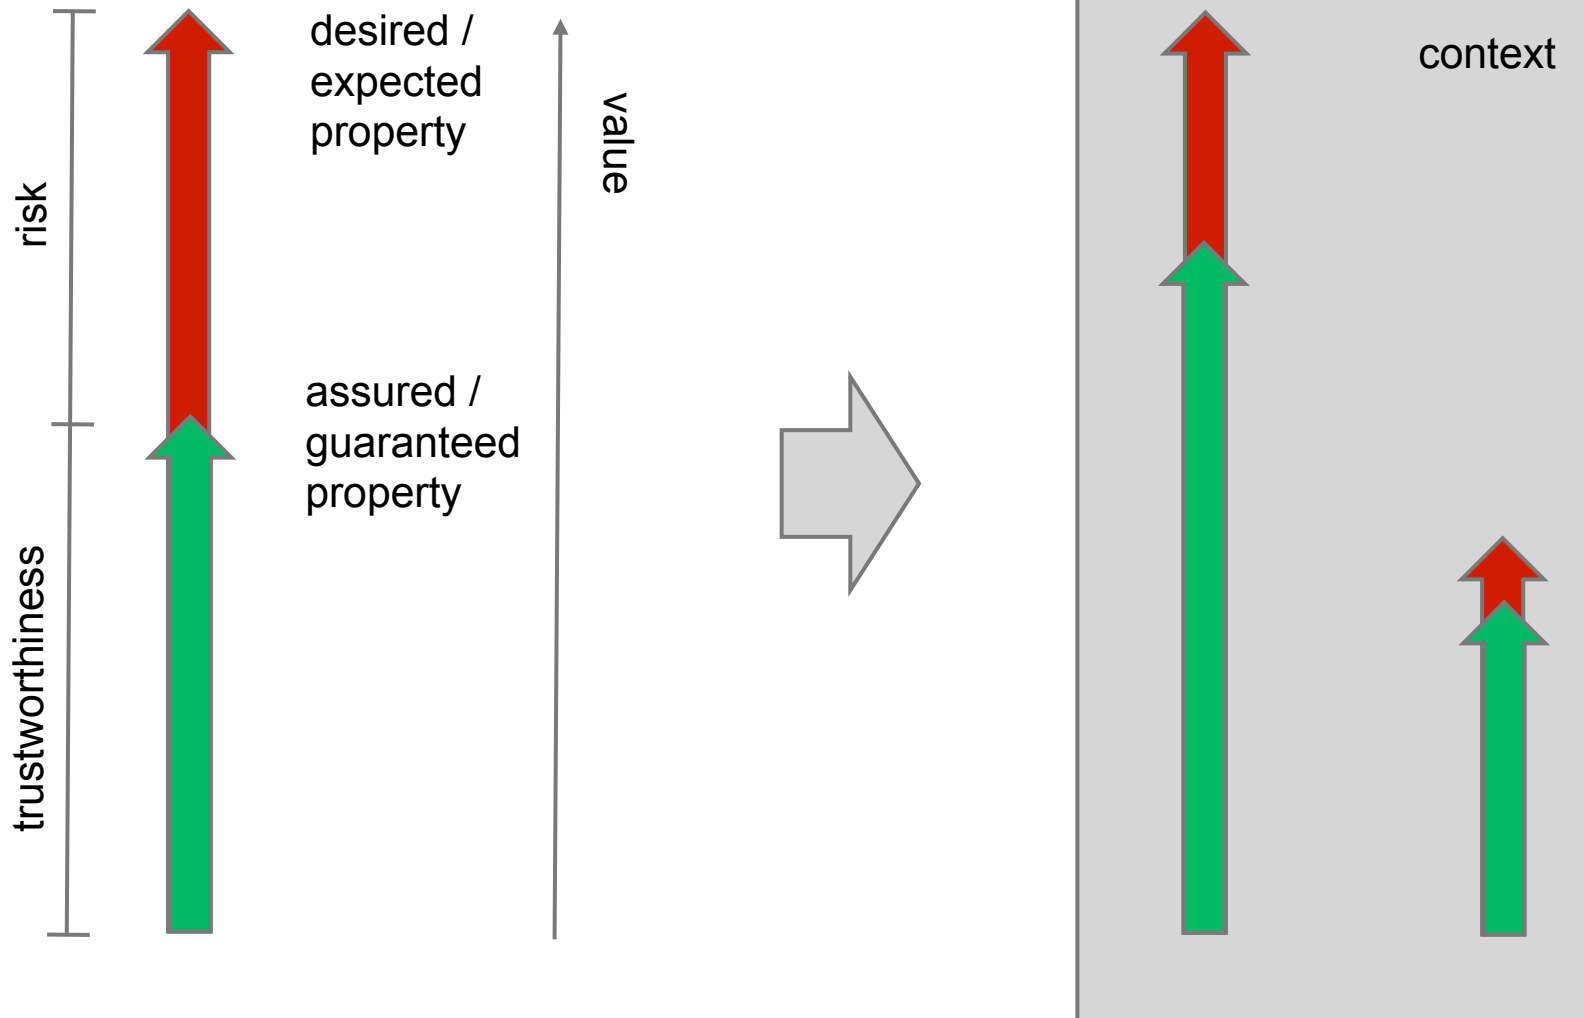 desired /
expected
property
value
context
risk
assured /
guaranteed
property
trustworthiness